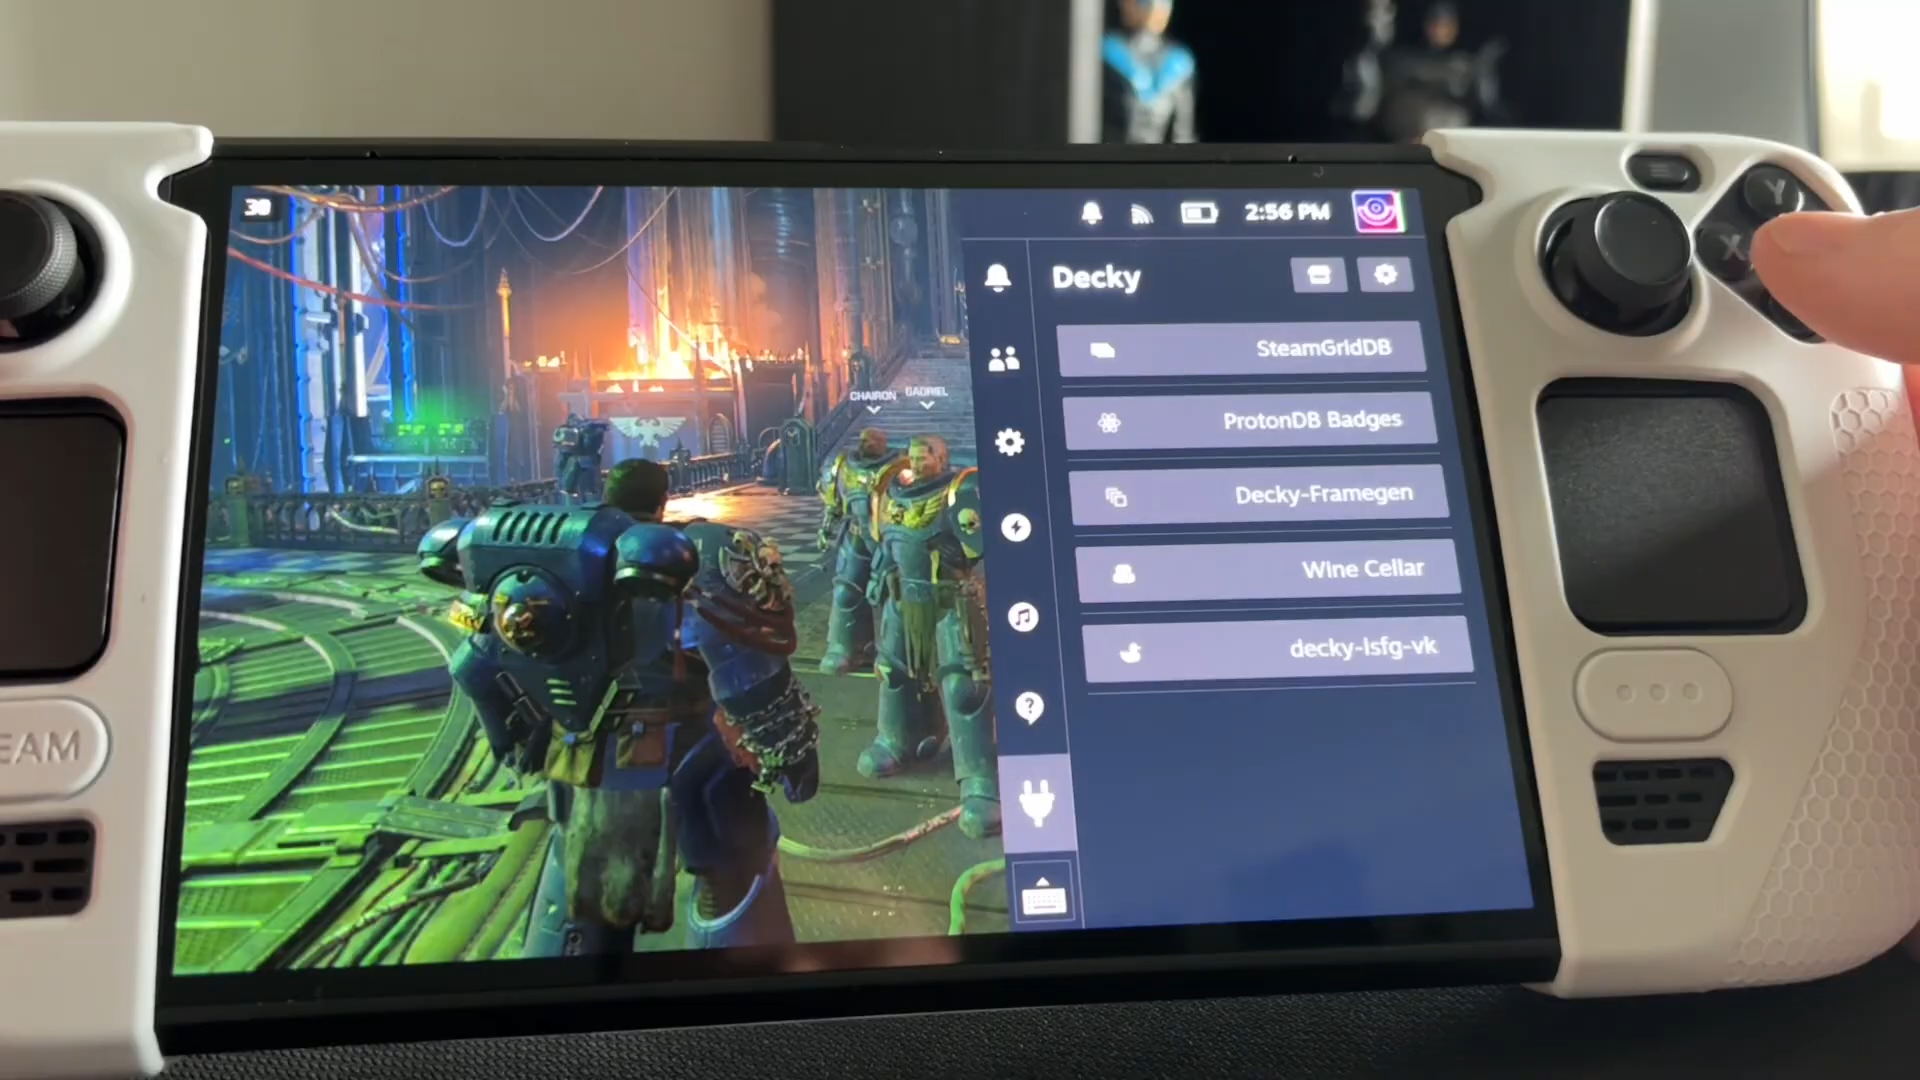 30
2:56 PM
Decky
SteamGridDB
ProtonDB Badges
Decky-Framegen
Wine Cellar
decky-lsfg-vk
CHAIRON
GADRIEL
Y
X
EAM